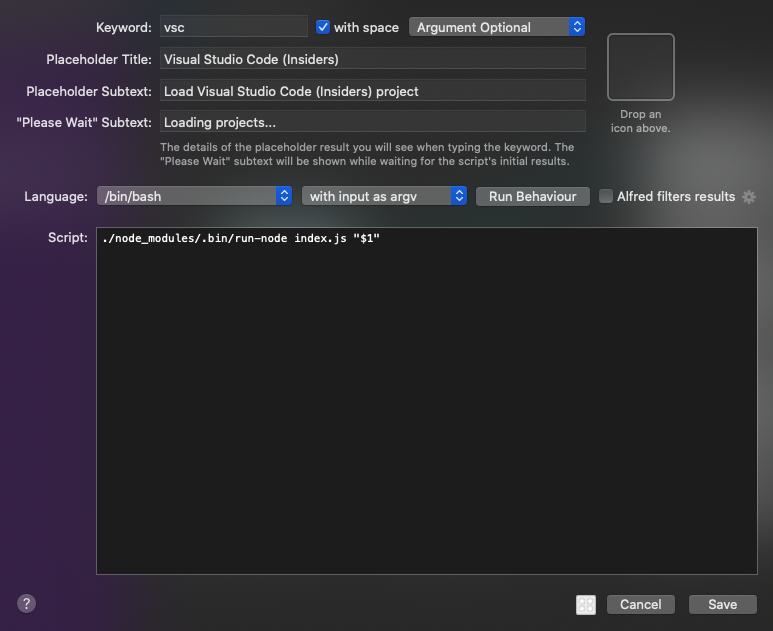 Keyword: vsc with space Argument Optional
Placeholder Title: Visual Studio Code (Insiders)
Placeholder Subtext: Load Visual Studio Code (Insiders) project
"Please Wait" Subtext: Loading projects...
Drop an
icon above.
The details of the placeholder result you will see when typing the keyword. The
"Please Wait" subtext will be shown while waiting for the script's initial results.
Language: /bin/bash with input as argv Run Behaviour Alfred filters results
Script: ./node_modules/.bin/run-node index.js "$1"
? Cancel Save